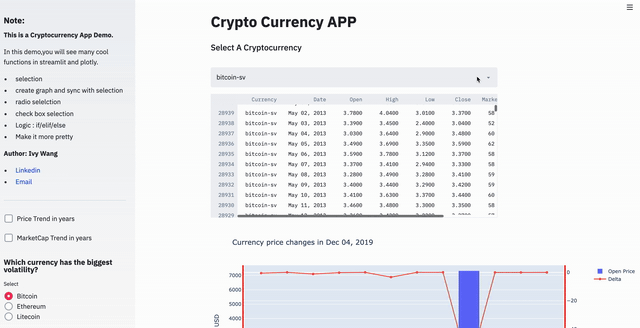 Note:
This is a Cryptocurrency App Demo.
In this demo,you will see many cool
functions in streamlit and plotly.
• selection
• create graph and sync with selection
• radio selelction
• check box selection
• Logic : if/elif/else
• Make it more pretty
Author: Ivy Wang
• Linkedin
• Email
Price Trend in years
MarketCap Trend in years
Which currency has the biggest
volatility?
Select
Bitcoin
Ethereum
Litecoin
Crypto Currency APP
Select A Cryptocurrency
bitcoin-sv
Currency Date Open High Low Close Marke
28939 bitcoin-sv May 02, 2013 3.7800 4.0400 3.0100 3.3700 58
28938 bitcoin-sv May 03, 2013 3.3900 3.4500 2.4000 3.0400 52
28937 bitcoin-sv May 04, 2013 3.0300 3.6400 2.9000 3.4800 60
28936 bitcoin-sv May 05, 2013 3.4900 3.6900 3.3500 3.5900 62
28935 bitcoin-sv May 06, 2013 3.5900 3.7800 3.1200 3.3700 58
28934 bitcoin-sv May 07, 2013 3.3700 3.4100 2.9400 3.3300 58
28933 bitcoin-sv May 08, 2013 3.2800 3.4900 3.2800 3.4100 59
28932 bitcoin-sv May 09, 2013 3.4000 3.4400 3.2900 3.4200 59
28931 bitcoin-sv May 10, 2013 3.4100 3.6300 3.3700 3.4400 60
28930 bitcoin-sv May 11, 2013 3.4600 3.4800 3.3000 3.3500 58
28929
Currency price changes in Dec 04, 2019
7000
6000
5000
4000
USD
0
−20
Open Price
Delta